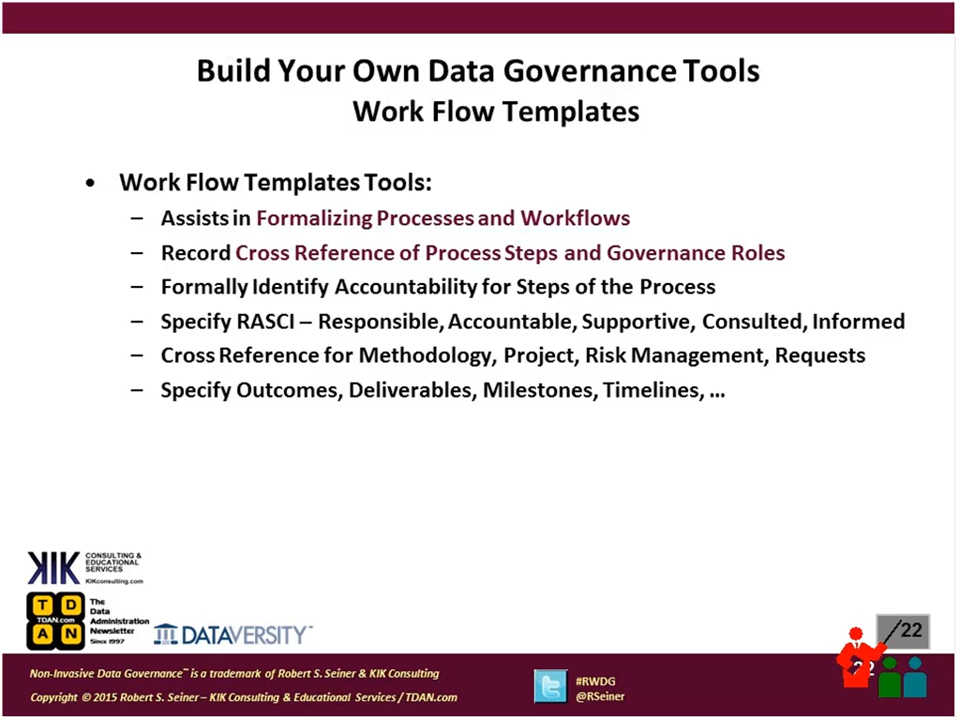 Build Your Own Data Governance Tools
Work Flow Templates
• Work Flow Templates Tools:
– Assists in Formalizing Processes and Workflows
– Record Cross Reference of Process Steps and Governance Roles
– Formally Identify Accountability for Steps of the Process
– Specify RASCI – Responsible, Accountable, Supportive, Consulted, Informed
– Cross Reference for Methodology, Project, Risk Management, Requests
– Specify Outcomes, Deliverables, Milestones, Timelines, ...
KIK CONSULTING &
EDUCATIONAL
SERVICES
KIKconsulting.com
T D
TDAN.com
A N
The
Data
Administration
Newsletter
Since 1997
DATAVERSITY™
/22
Non-Invasive Data Governance™ is a trademark of Robert S. Seiner & KIK Consulting
Copyright © 2015 Robert S. Seiner – KIK Consulting & Educational Services / TDAN.com
#RWDG
@RSeiner